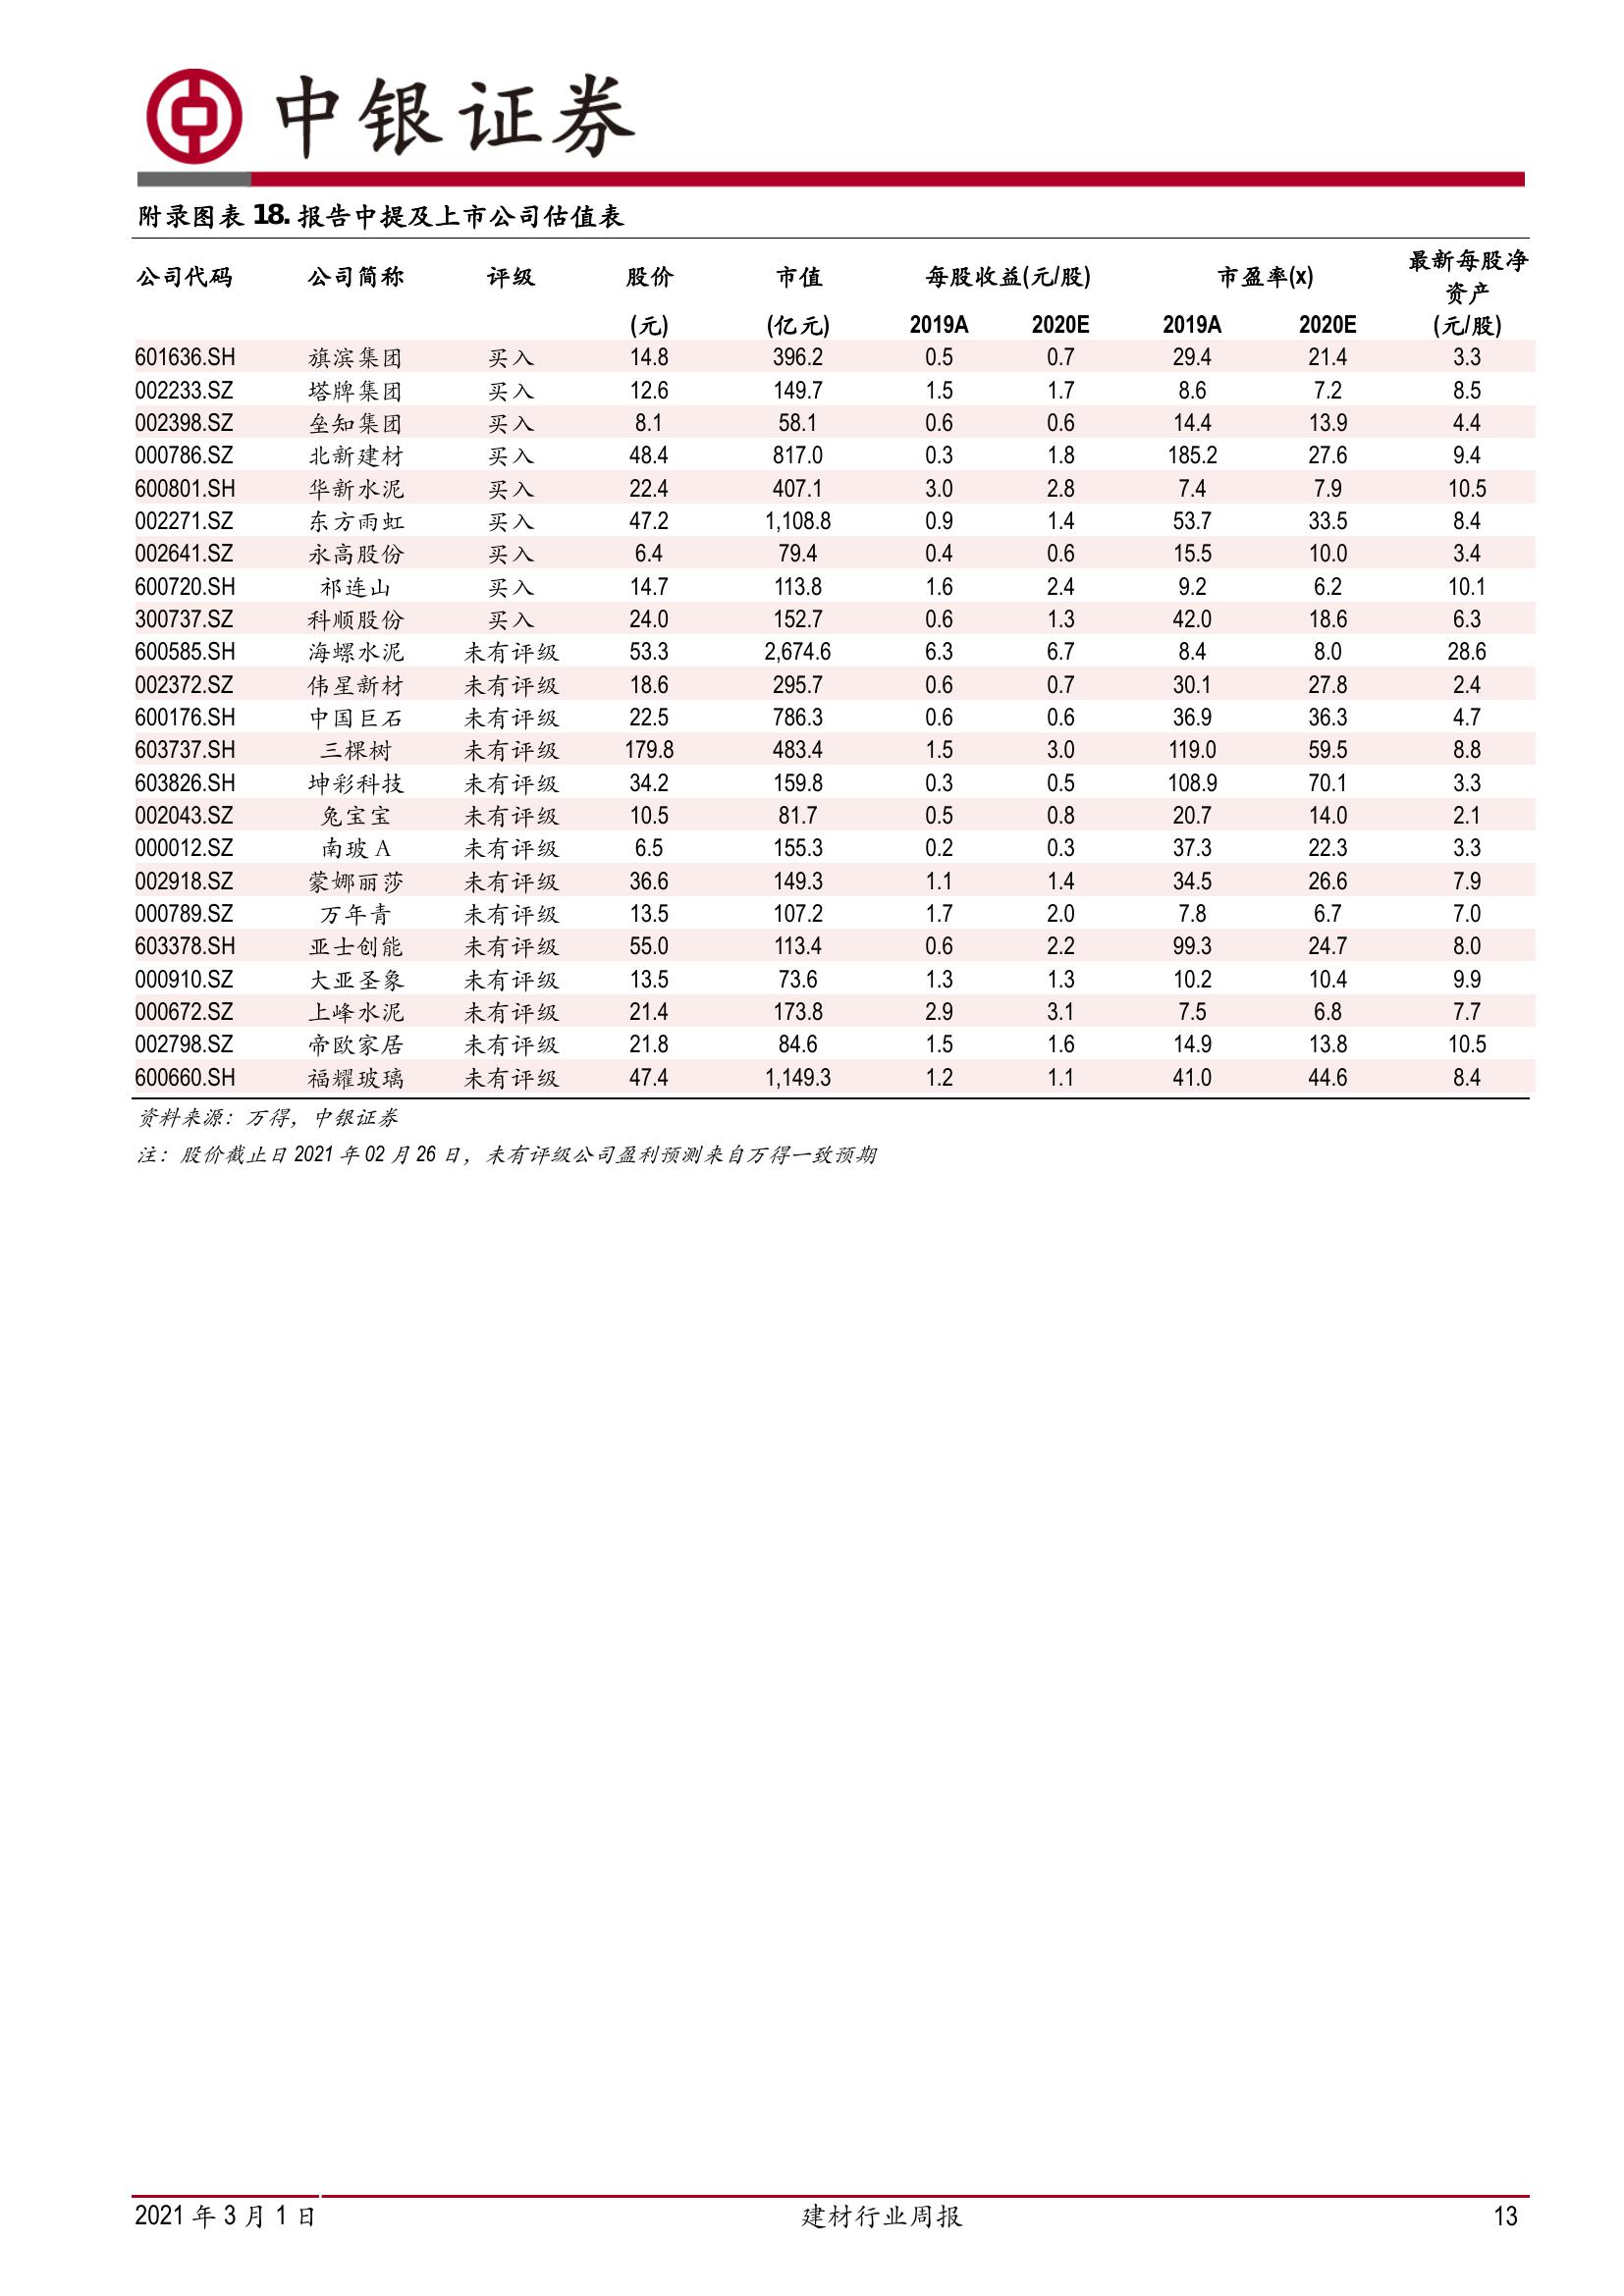 中银证券
附录图表 18. 报告中提及上市公司估值表
公司代码 公司简称 评级 股价 市值 每股收益(元/股) 市盈率(x) 最新每股净资产
(元) (亿元) 2019A 2020E 2019A 2020E (元/股)
601636.SH 旗滨集团 买入 14.8 396.2 0.5 0.7 29.4 21.4 3.3
002233.SZ 塔牌集团 买入 12.6 149.7 1.5 1.7 8.6 7.2 8.5
002398.SZ 垒知集团 买入 8.1 58.1 0.6 0.6 14.4 13.9 4.4
000786.SZ 北新建材 买入 48.4 817.0 0.3 1.8 185.2 27.6 9.4
600801.SH 华新水泥 买入 22.4 407.1 3.0 2.8 7.4 7.9 10.5
002271.SZ 东方雨虹 买入 47.2 1,108.8 0.9 1.4 53.7 33.5 8.4
002641.SZ 永高股份 买入 6.4 79.4 0.4 0.6 15.5 10.0 3.4
600720.SH 祁连山 买入 14.7 113.8 1.6 2.4 9.2 6.2 10.1
300737.SZ 科顺股份 买入 24.0 152.7 0.6 1.3 42.0 18.6 6.3
600585.SH 海螺水泥 未有评级 53.3 2,674.6 6.3 6.7 8.4 8.0 28.6
002372.SZ 伟星新材 未有评级 18.6 295.7 0.6 0.7 30.1 27.8 2.4
600176.SH 中国巨石 未有评级 22.5 786.3 0.6 0.6 36.9 36.3 4.7
603737.SH 三棵树 未有评级 179.8 483.4 1.5 3.0 119.0 59.5 8.8
603826.SH 坤彩科技 未有评级 34.2 159.8 0.3 0.5 108.9 70.1 3.3
002043.SZ 兔宝宝 未有评级 10.5 81.7 0.5 0.8 20.7 14.0 2.1
000012.SZ 南玻 A 未有评级 6.5 155.3 0.2 0.3 37.3 22.3 3.3
002918.SZ 蒙娜丽莎 未有评级 36.6 149.3 1.1 1.4 34.5 26.6 7.9
000789.SZ 万年青 未有评级 13.5 107.2 1.7 2.0 7.8 6.7 7.0
603378.SH 亚士创能 未有评级 55.0 113.4 0.6 2.2 99.3 24.7 8.0
000910.SZ 大亚圣象 未有评级 13.5 73.6 1.3 1.3 10.2 10.4 9.9
000672.SZ 上峰水泥 未有评级 21.4 173.8 2.9 3.1 7.5 6.8 7.7
002798.SZ 帝欧家居 未有评级 21.8 84.6 1.5 1.6 14.9 13.8 10.5
600660.SH 福耀玻璃 未有评级 47.4 1,149.3 1.2 1.1 41.0 44.6 8.4
资料来源：万得，中银证券
注：股价截止日 2021 年 02 月 26 日，未有评级公司盈利预测来自万得一致预期
2021 年 3 月 1 日 建材行业周报 13